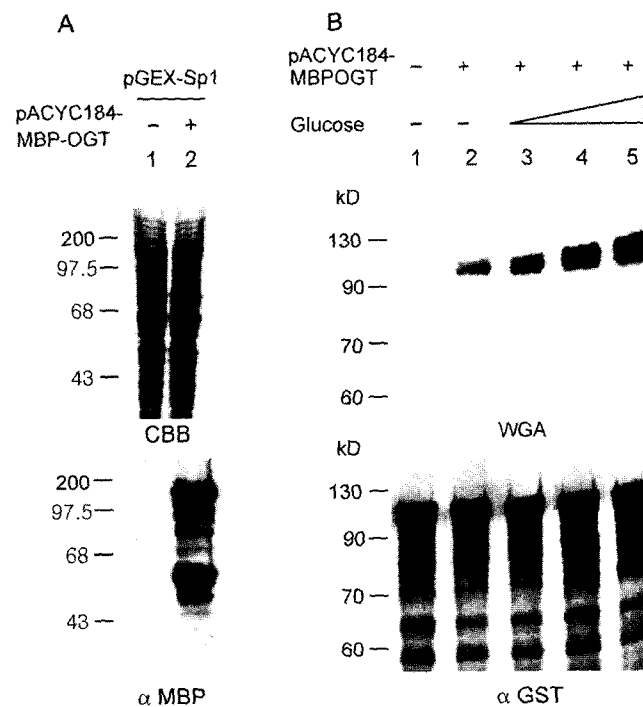 A
pGEX-Sp1
pACYC184-
MBP-OGT
- +
1 2
200
97.5
68
43
CBB
200
97.5
68
43
α MBP
B
pACYC184-
MBPOGT
- + + + +
Glucose
- -
1 2 3 4 5
kD
130
90
70
60
WGA
kD
130
90
70
60
α GST